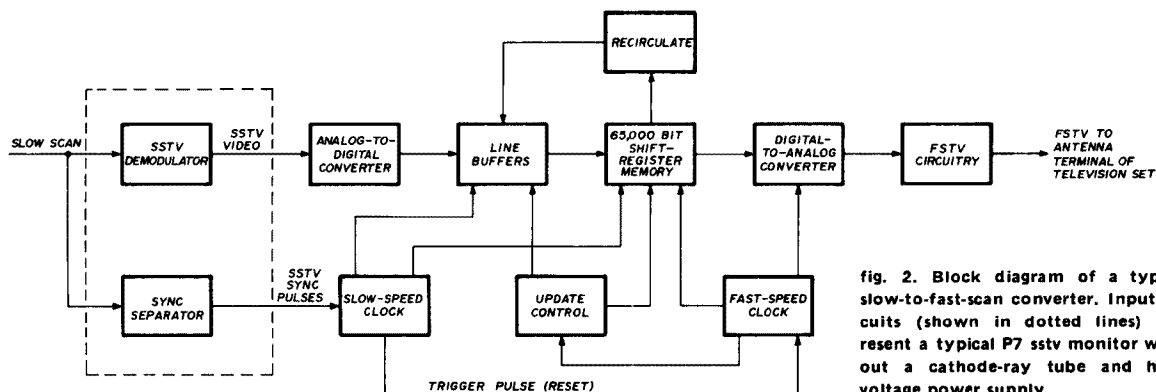 RECIRCULATE
SLOW SCAN
SSTV
DEMODULATOR
SSTV
VIDEO
ANALOG-TO-
DIGITAL
CONVERTER
LINE
BUFFERS
65,000 BIT
SHIFT-
REGISTER
MEMORY
DIGITAL-
TO-ANALOG
CONVERTER
FSTV
CIRCUITRY
FSTV TO
ANTENNA
TERMINAL OF
TELEVISION SET
SYNC
SEPARATOR
SSTV
SYNC
PULSES
SLOW-SPEED
CLOCK
UPDATE
CONTROL
FAST-SPEED
CLOCK
TRIGGER PULSE (RESET)
fig. 2. Block diagram of a typ
slow-to-fast-scan converter. Input
cuits (shown in dotted lines)
resent a typical P7 sstv monitor w
out a cathode-ray tube and h
voltage power supply